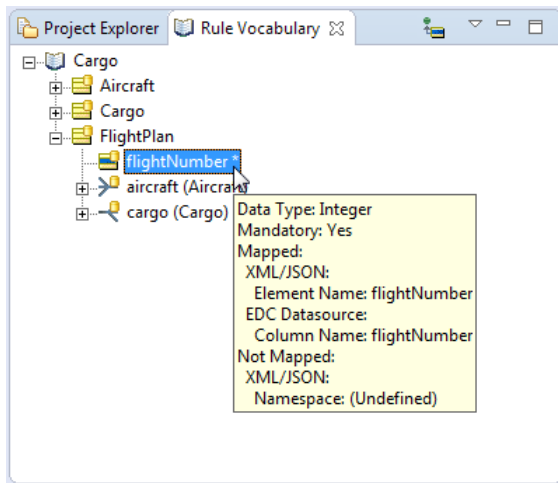 Project Explorer Rule Vocabulary
Cargo
Aircraft
Cargo
FlightPlan
flightNumber *
aircraft (Aircra
cargo (Cargo)
Data Type: Integer
Mandatory: Yes
Mapped:
XML/JSON:
Element Name: flightNumber
EDC Datasource:
Column Name: flightNumber
Not Mapped:
XML/JSON:
Namespace: (Undefined)